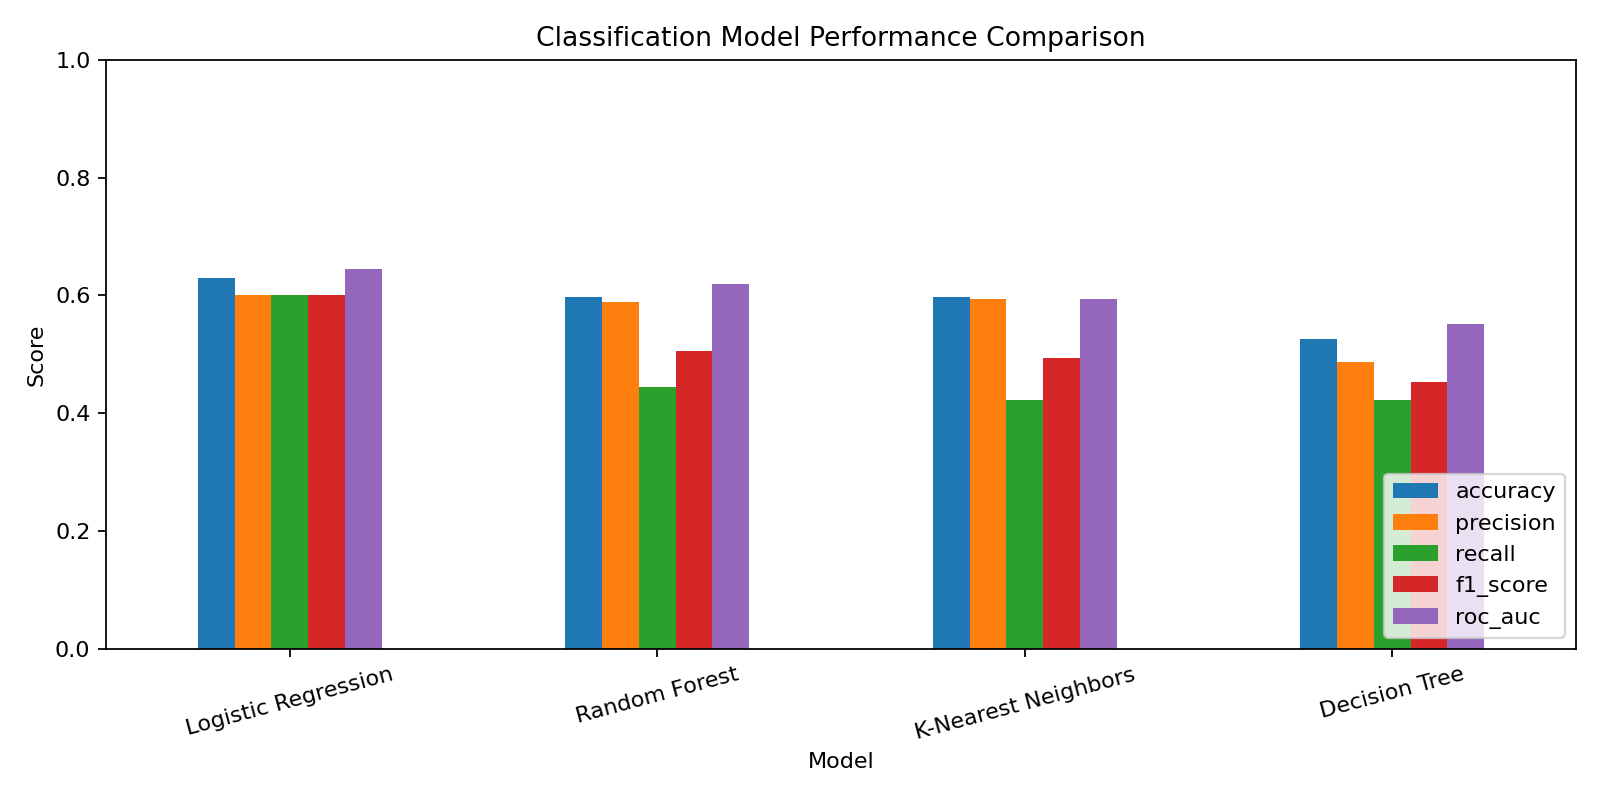 Classification Model Performance Comparison
1.0
0.8
0.6
0.4
0.2
0.0
Score
accuracy
precision
recall
f1_score
roc_auc
Logistic Regression
Random Forest
K-Nearest Neighbors
Decision Tree
Model